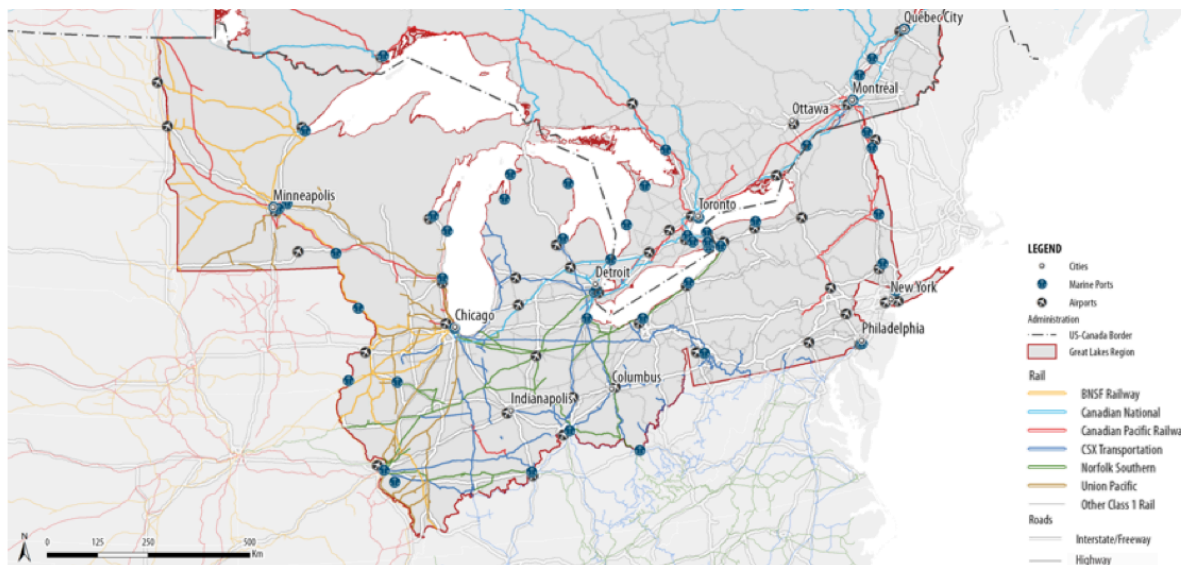 Québec City
Montréal
Ottawa
Minneapolis
Toronto
Detroit
New York
Chicago
Philadelphia
Columbus
Indianapolis
LEGEND
Cities
Marine Ports
Airports
Administration
US-Canada Border
Great Lakes Region
Rail
BNSF Railway
Canadian National
Canadian Pacific Railwa
CSX Transportation
Norfolk Southern
Union Pacific
Other Class 1 Rail
Roads
Interstate/Freeway
Highway
N
0 125 250 500
Km